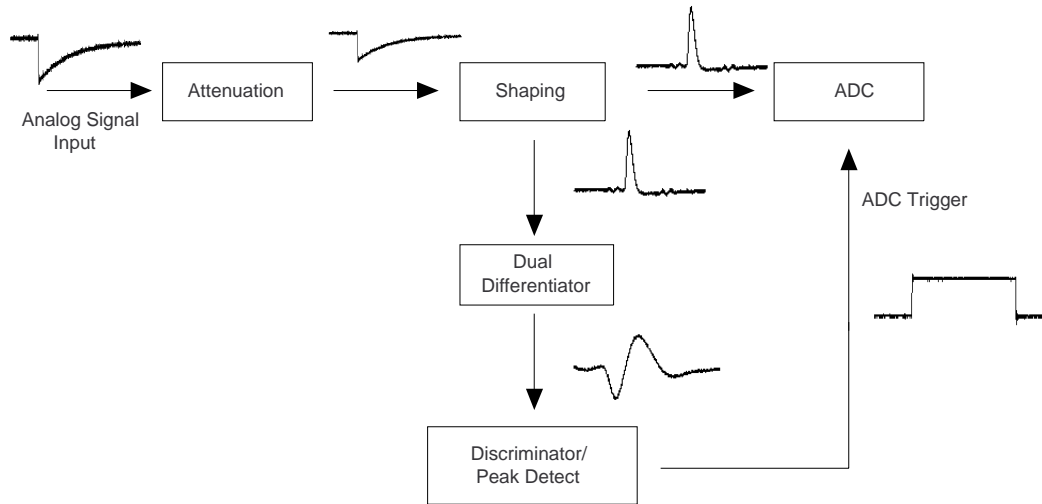 Attenuation
Shaping
ADC
Analog Signal
Input
ADC Trigger
Dual
Differentiator
Discriminator/
Peak Detect